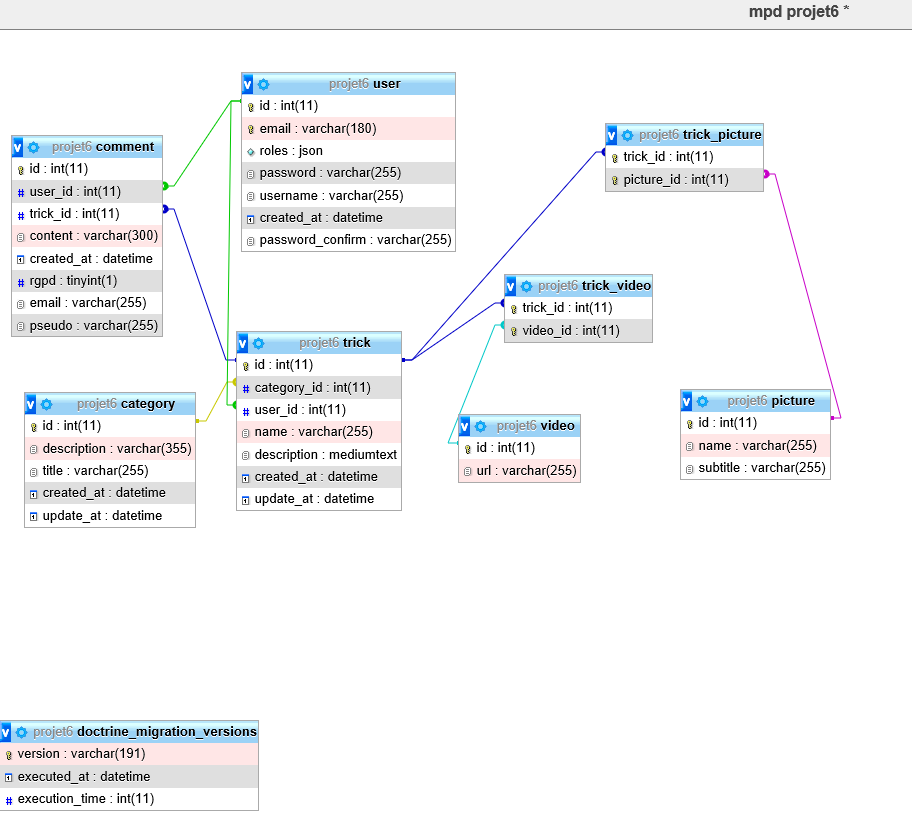 mpd projet6 *
projet6 user
id : int(11)
email : varchar(180)
roles : json
password : varchar(255)
username : varchar(255)
created_at : datetime
password_confirm : varchar(255)
projet6 comment
id : int(11)
user_id : int(11)
trick_id : int(11)
content : varchar(300)
created_at : datetime
rgpd : tinyint(1)
email : varchar(255)
pseudo : varchar(255)
projet6 trick_picture
trick_id : int(11)
picture_id : int(11)
projet6 trick_video
trick_id : int(11)
video_id : int(11)
projet6 trick
id : int(11)
category_id : int(11)
user_id : int(11)
name : varchar(255)
description : mediumtext
created_at : datetime
update_at : datetime
projet6 category
id : int(11)
description : varchar(355)
title : varchar(255)
created_at : datetime
update_at : datetime
projet6 video
id : int(11)
url : varchar(255)
projet6 picture
id : int(11)
name : varchar(255)
subtitle : varchar(255)
projet6 doctrine_migration_versions
version : varchar(191)
executed_at : datetime
execution_time : int(11)